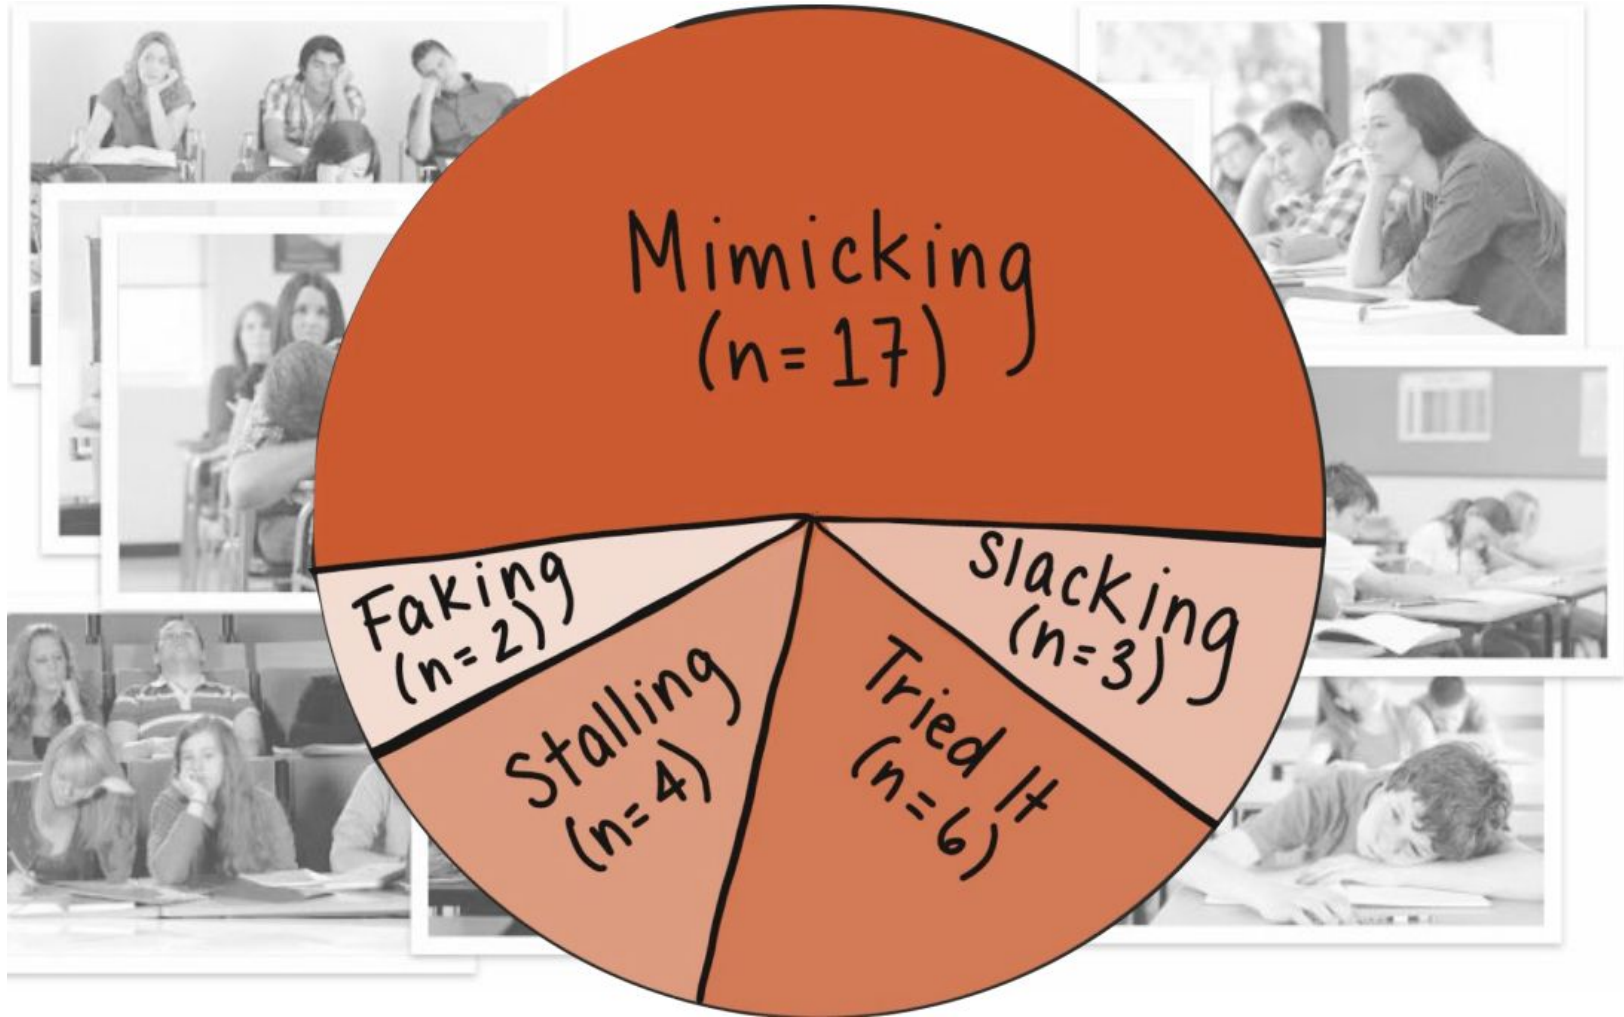 Mimicking
(n=17)
Slacking
(n=3)
Tried It
(n=6)
Stalling
(n=4)
Faking
(n=2)